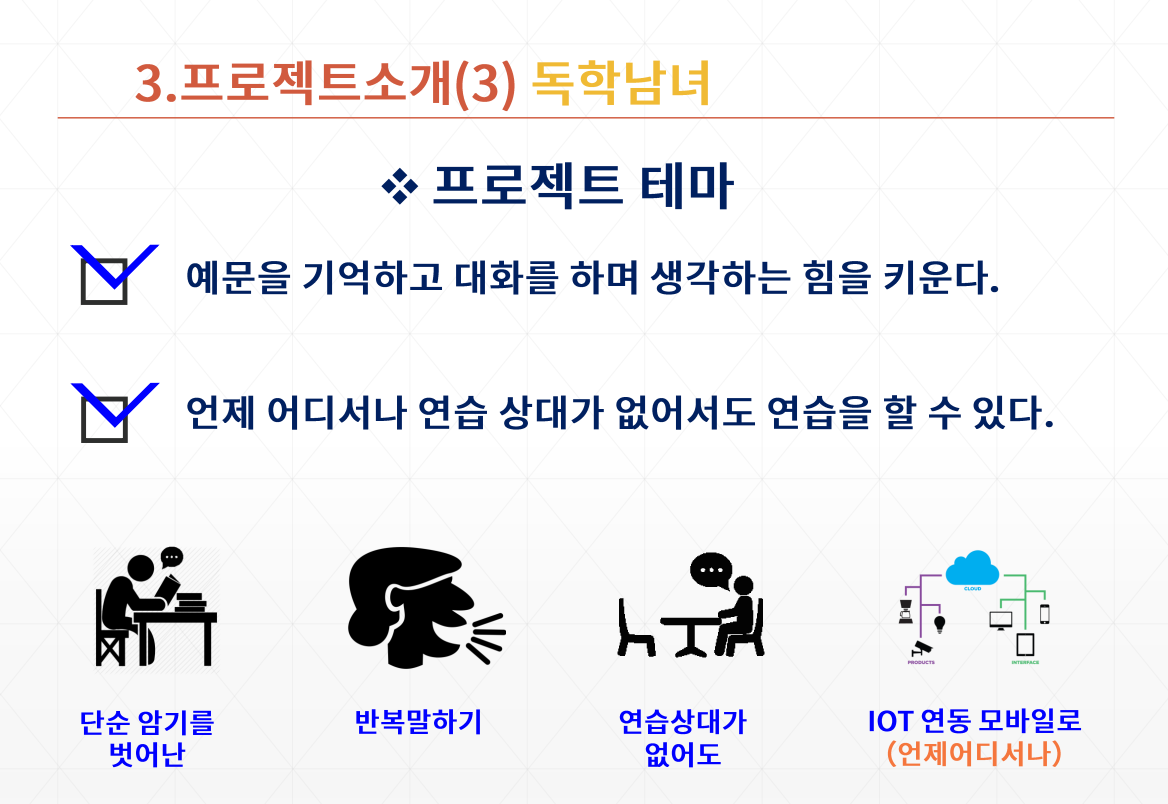 3.프로젝트소개(3) 독학남녀
❖ 프로젝트 테마
예문을 기억하고 대화를 하며 생각하는 힘을 키운다.
언제 어디서나 연습 상대가 없어서도 연습을 할 수 있다.
CLOUD
PRODUCTS
INTERFACE
단순 암기를
벗어난
반복말하기
연습상대가
없어도
IOT 연동 모바일로
(언제어디서나)